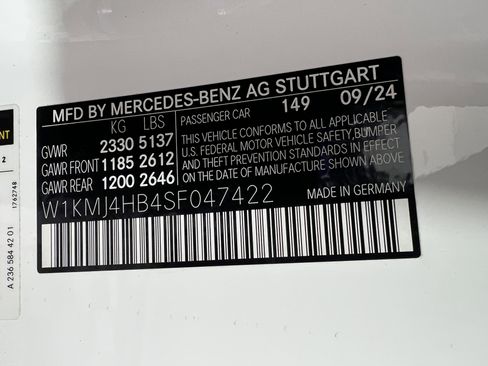 MFD BY MERCEDES-BENZ AG STUTTGART
KG LBS
PASSENGER CAR 149 09/24
GVWR 2330 5137
GAWR FRONT 1185 2612
GAWR REAR 1200 2646
THIS VEHICLE CONFORMS TO ALL APPLICABLE
U.S. FEDERAL MOTOR VEHICLE SAFETY, BUMPER
AND THEFT PREVENTION STANDARDS IN EFFECT
ON THE DATE OF MANUFACTURE SHOWN ABOVE.
W1KMJ4HB4SF047422
MADE IN GERMANY
2
1762748
A 236 584 42 01